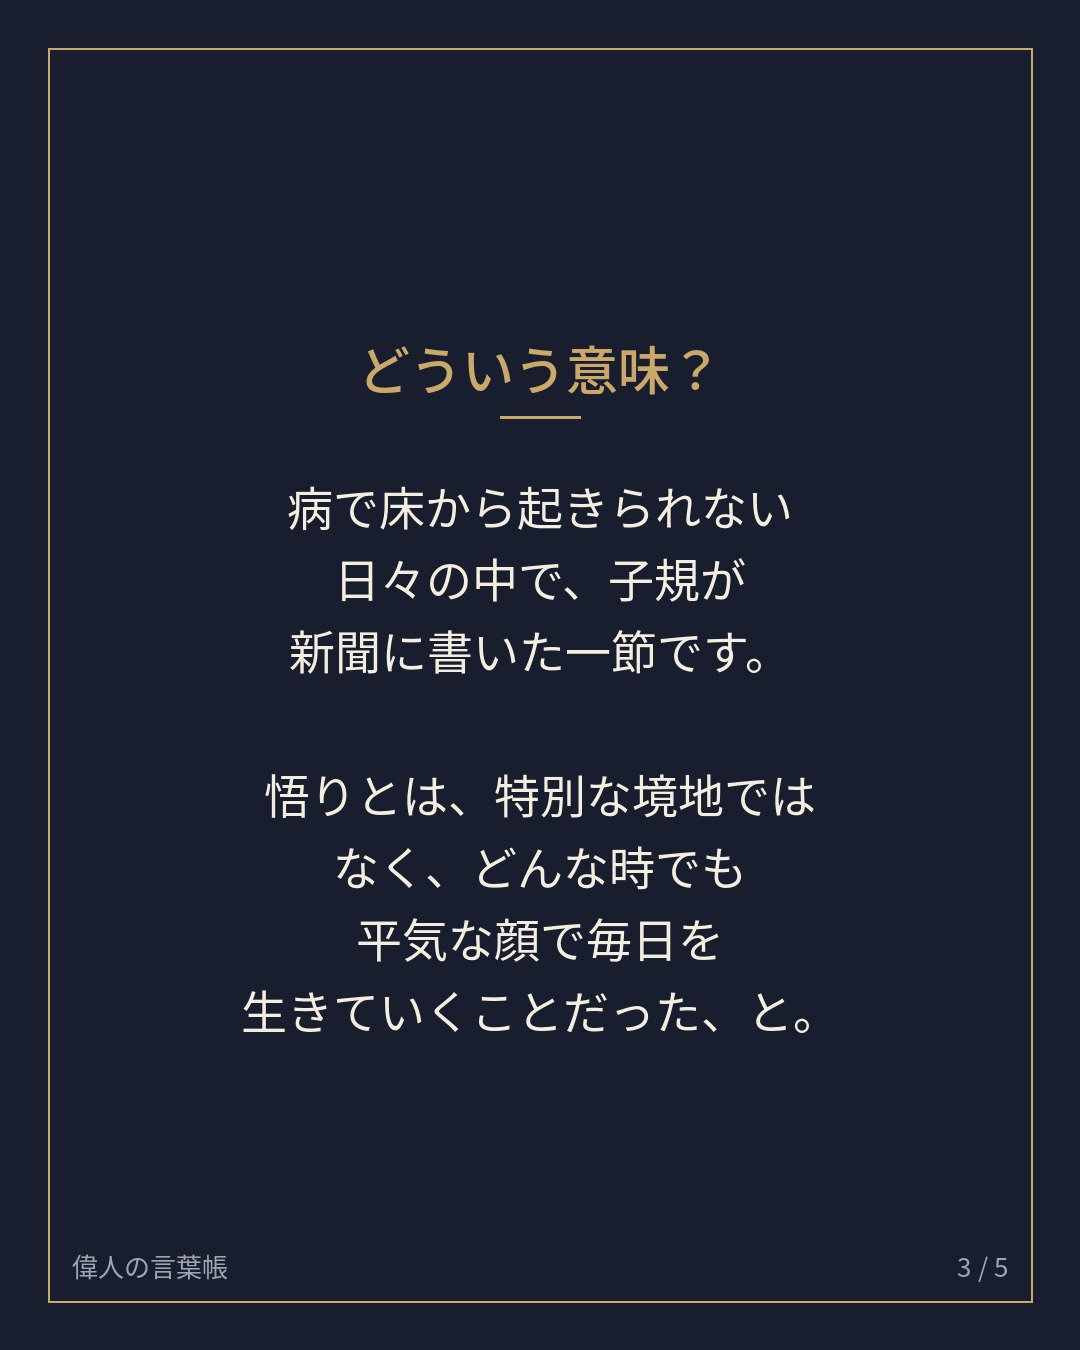 どういう意味？
病で床から起きられない
日々の中で、子規が
新聞に書いた一節です。
悟りとは、特別な境地では
なく、どんな時でも
平気な顔で毎日を
生きていくことだった、と。
偉人の言葉帳
3 / 5